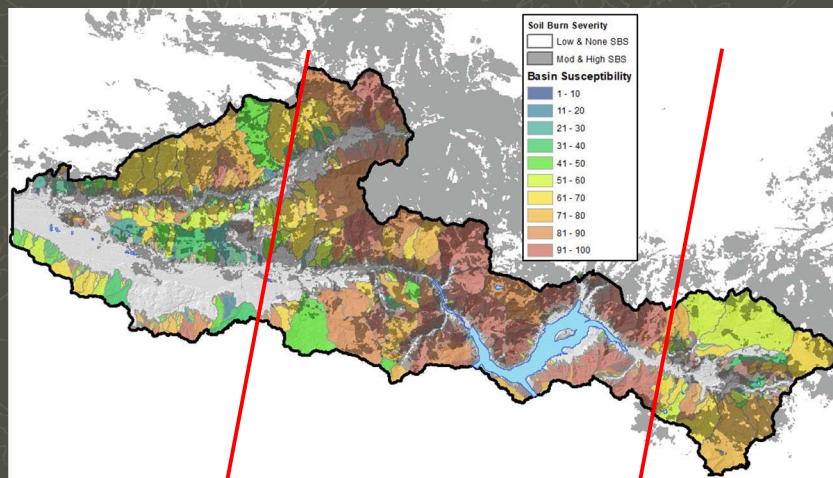 Soil Burn Severity
Low & None SBS
Mod & High SBS
Basin Susceptibility
1 - 10
11 - 20
21 - 30
31 - 40
41 - 50
51 - 60
61 - 70
71 - 80
81 - 90
91 - 100